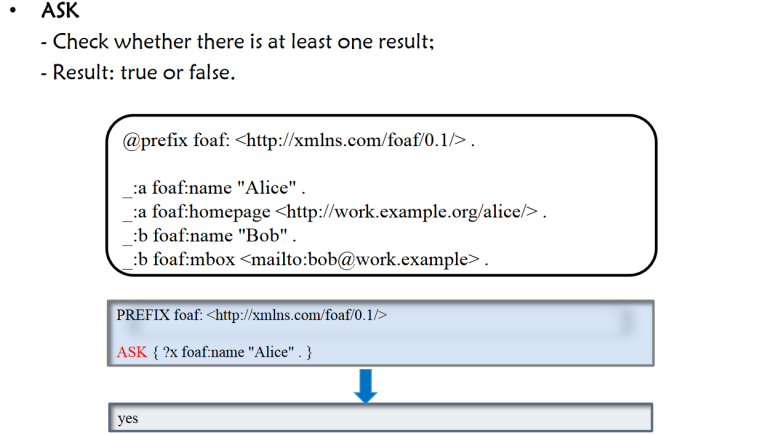 • ASK
- Check whether there is at least one result;
- Result: true or false.
@prefix foaf: <http://xmlns.com/foaf/0.1/> .
_:a foaf:name "Alice" .
_:a foaf:homepage <http://work.example.org/alice/> .
_:b foaf:name "Bob" .
_:b foaf:mbox <mailto:bob@work.example> .
PREFIX foaf: <http://xmlns.com/foaf/0.1/>
ASK { ?x foaf:name "Alice" . }
yes